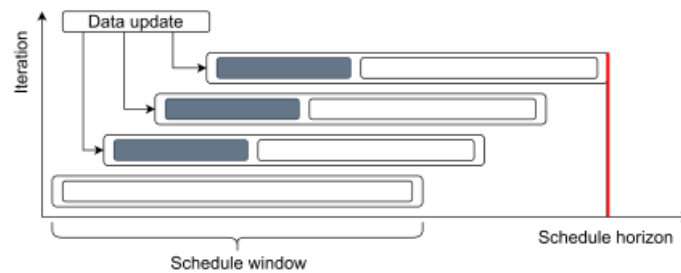 Data update
Iteration
Schedule horizon
Schedule window